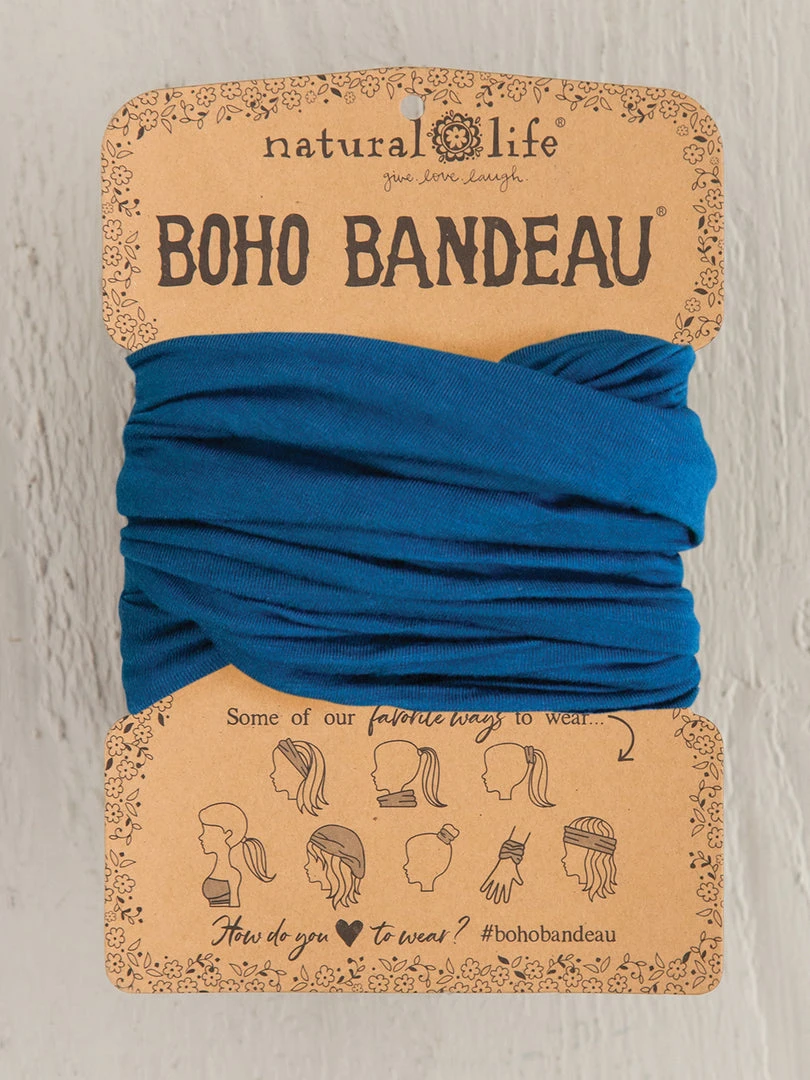 natural life®
give. love. laugh.
BOHO BANDEAU®
Some of our favorite ways to wear...
How do you ♥ to wear? #bohobandeau